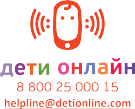 дети онлайн
8 800 25 000 15
helpline@detionline.com